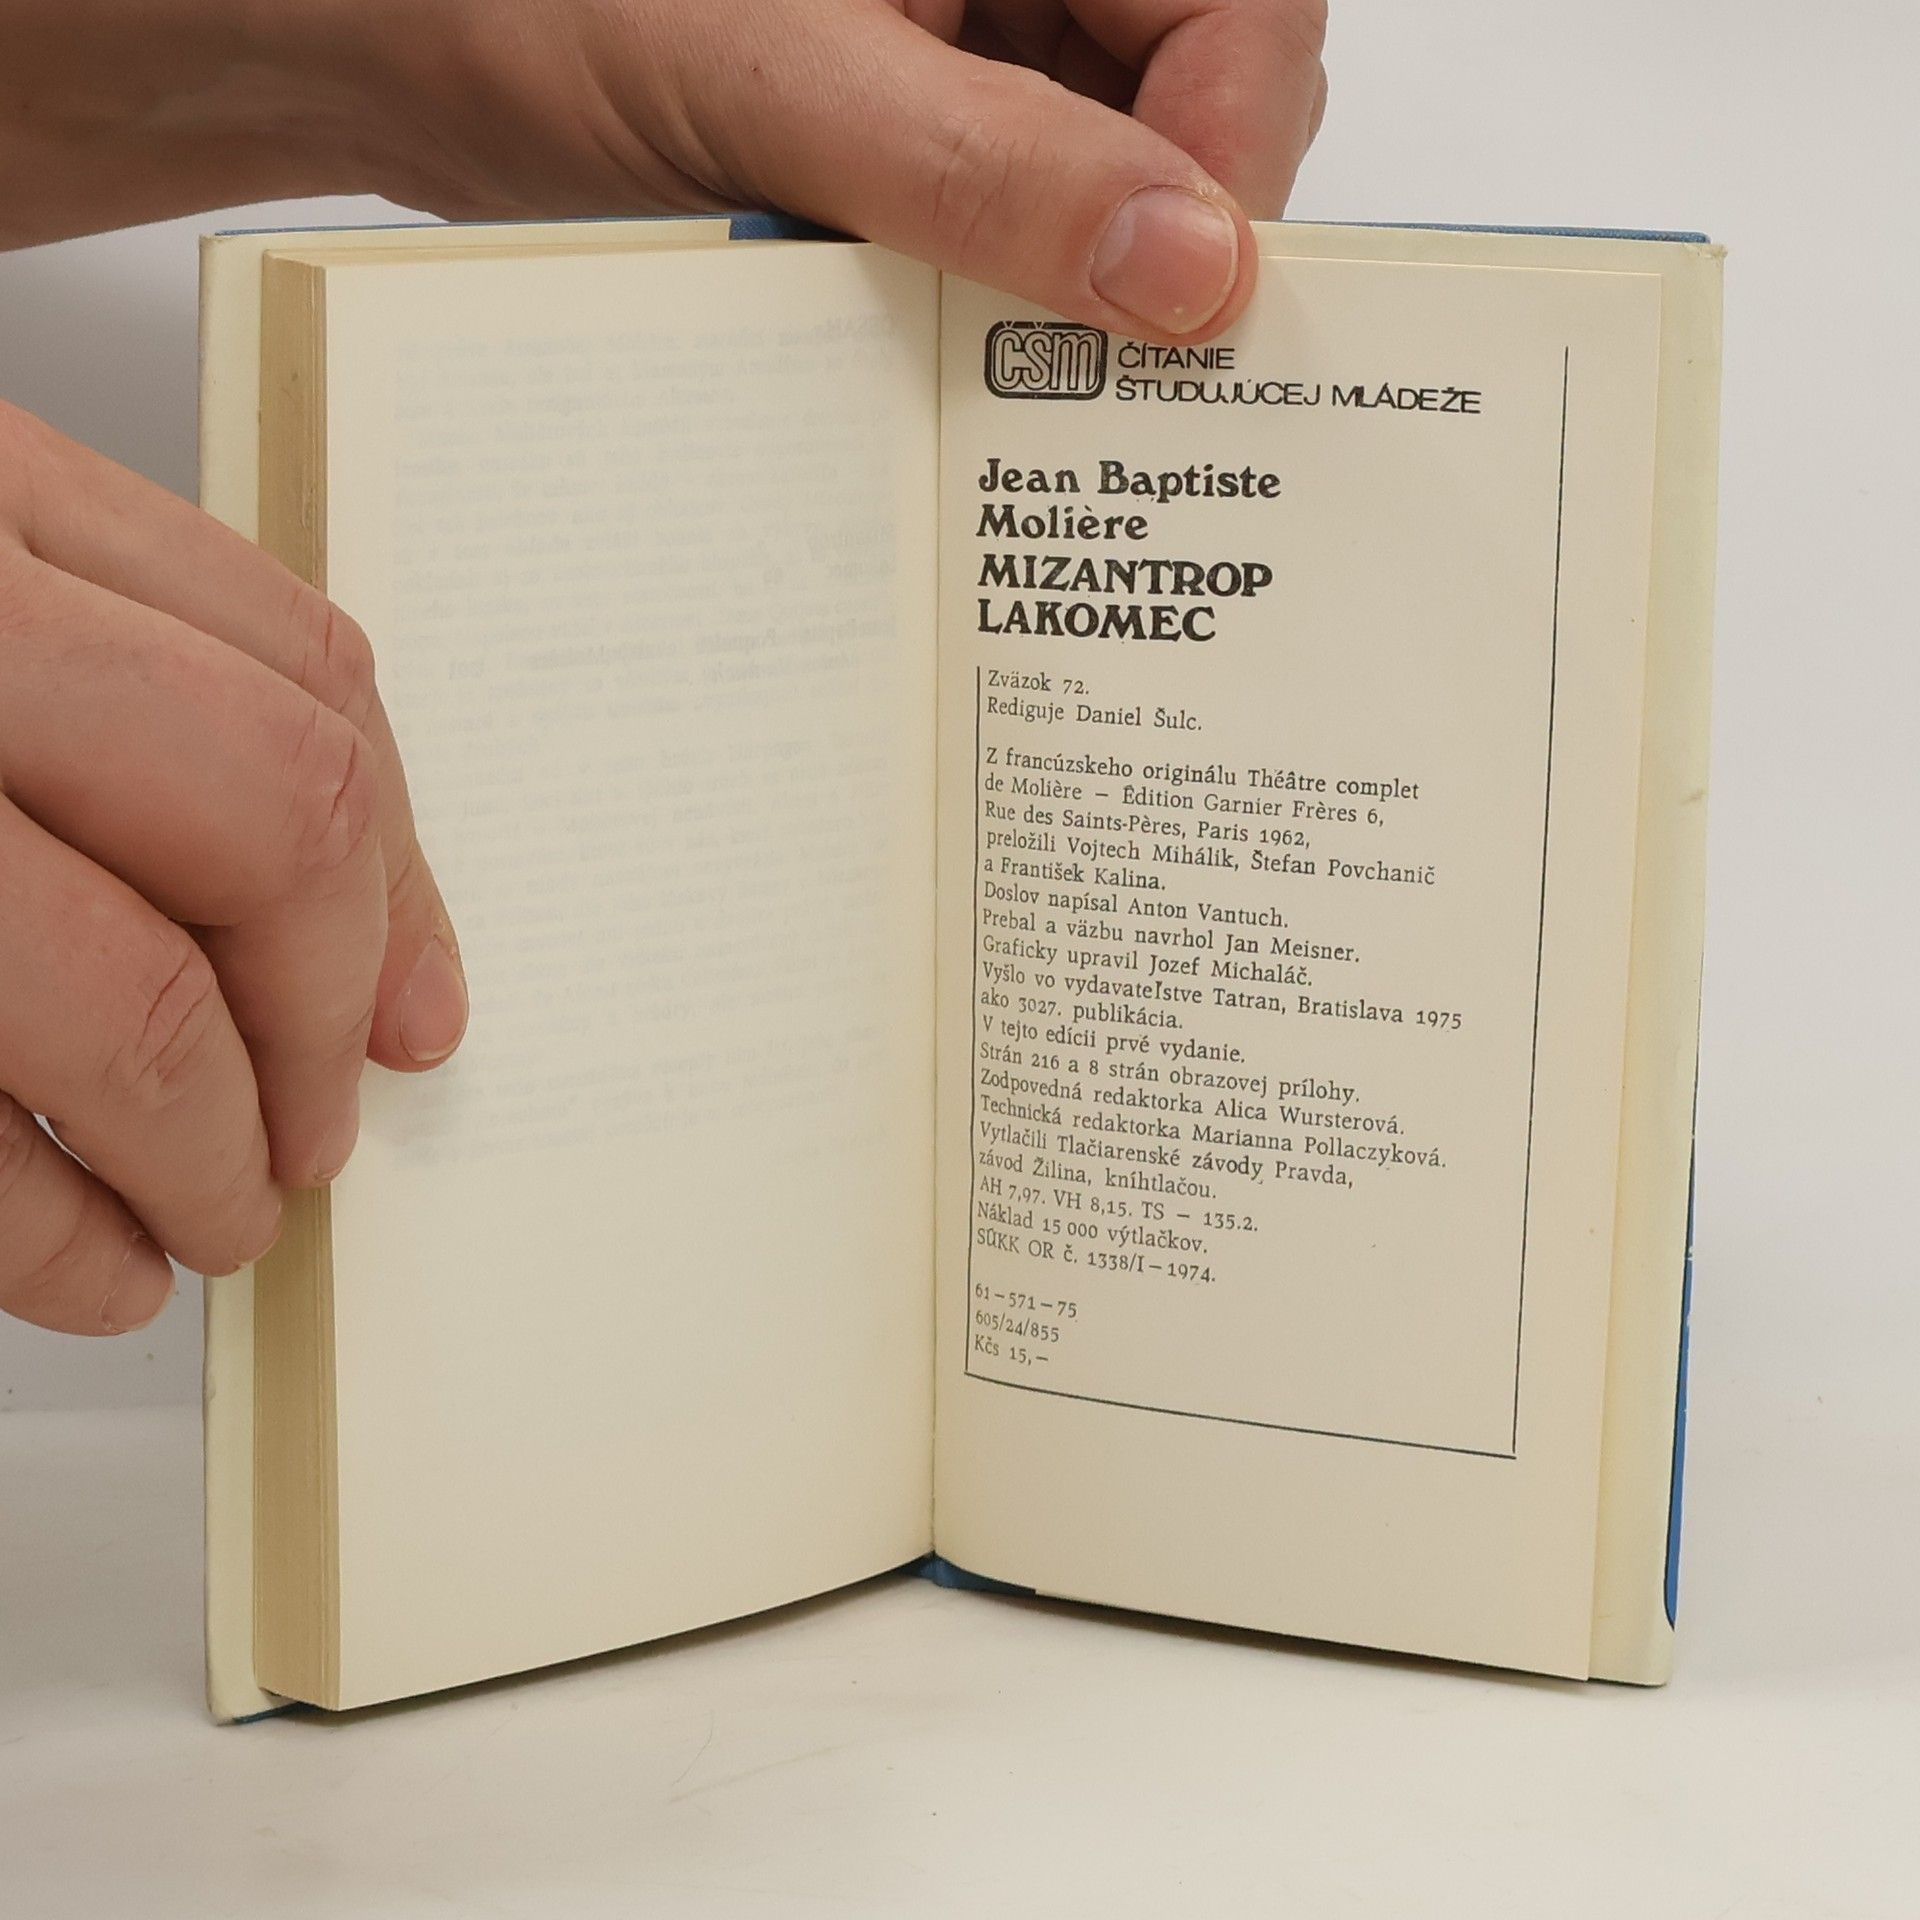 čšm ČÍTANIE
ŠTUDUJÚCEJ MLÁDEŽE
Jean Baptiste
Molière
MIZANTROP
LAKOMEC
Zväzok 72.
Rediguje Daniel Šulc.
Z francúzskeho originálu Théâtre complet
de Molière – Édition Garnier Frères 6,
Rue des Saints-Pères, Paris 1962,
preložili Vojtech Mihálik, Štefan Povchanič
a František Kalina.
Doslov napísal Anton Vantuch.
Prebal a väzbu navrhol Jan Meisner.
Graficky upravil Jozef Michaláč.
Vyšlo vo vydavateľstve Tatran, Bratislava 1975
ako 3027. publikácia.
V tejto edícii prvé vydanie.
Strán 216 a 8 strán obrazovej prílohy.
Zodpovedná redaktorka Alica Wursterová.
Technická redaktorka Marianna Pollaczyková.
Vytlačili Tlačiarenské závody Pravda,
závod Žilina, kníhtlačou.
AH 7,97. VH 8,15. TS – 135.2.
Náklad 15 000 výtlačkov.
SÚKK OR č. 1338/I–1974.
61–571–75
605/24/855
Kčs 15,–